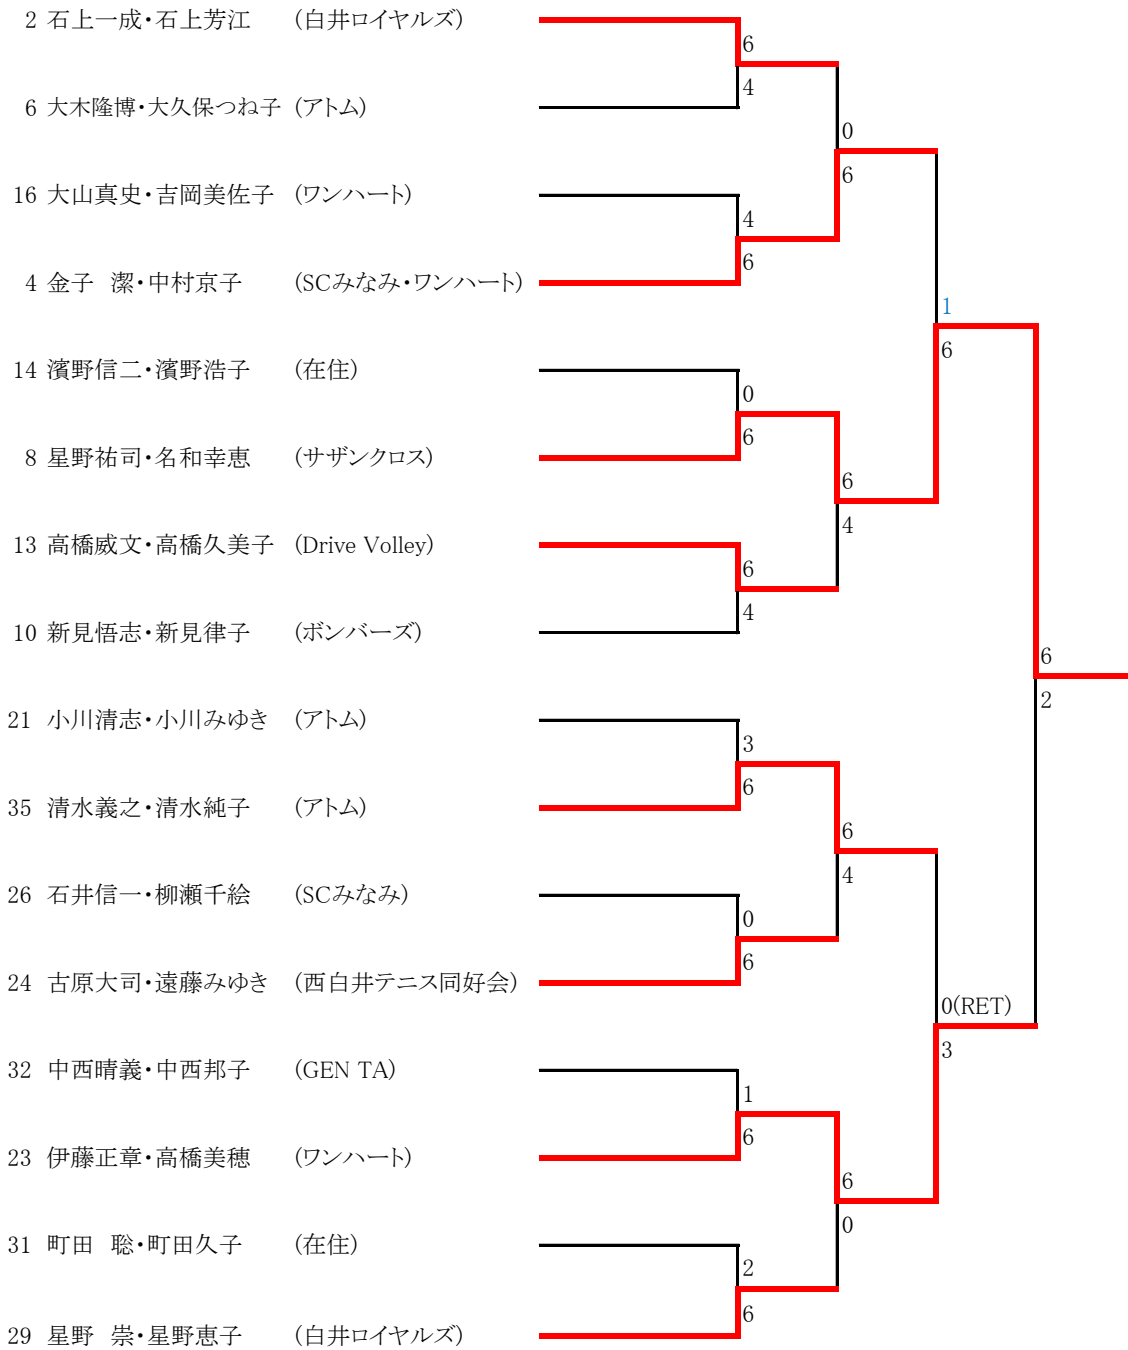 2 石上一成・石上芳江 (白井ロイヤルズ)
6
4
6 大木隆博・大久保つね子 (アトム)
0
6
16 大山真史・吉岡美佐子 (ワンハート)
4
6
4 金子　潔・中村京子 (SCみなみ・ワンハート)
1
6
14 濱野信二・濱野浩子 (在住)
0
6
8 星野祐司・名和幸恵 (サザンクロス)
6
4
13 高橋威文・高橋久美子 (Drive Volley)
6
4
10 新見悟志・新見律子 (ボンバーズ)
6
2
21 小川清志・小川みゆき (アトム)
3
6
35 清水義之・清水純子 (アトム)
6
4
26 石井信一・柳瀬千絵 (SCみなみ)
0
6
24 古原大司・遠藤みゆき (西白井テニス同好会)
0(RET)
3
32 中西晴義・中西邦子 (GEN TA)
1
6
23 伊藤正章・高橋美穂 (ワンハート)
6
0
31 町田　聡・町田久子 (在住)
2
6
29 星野　崇・星野恵子 (白井ロイヤルズ)